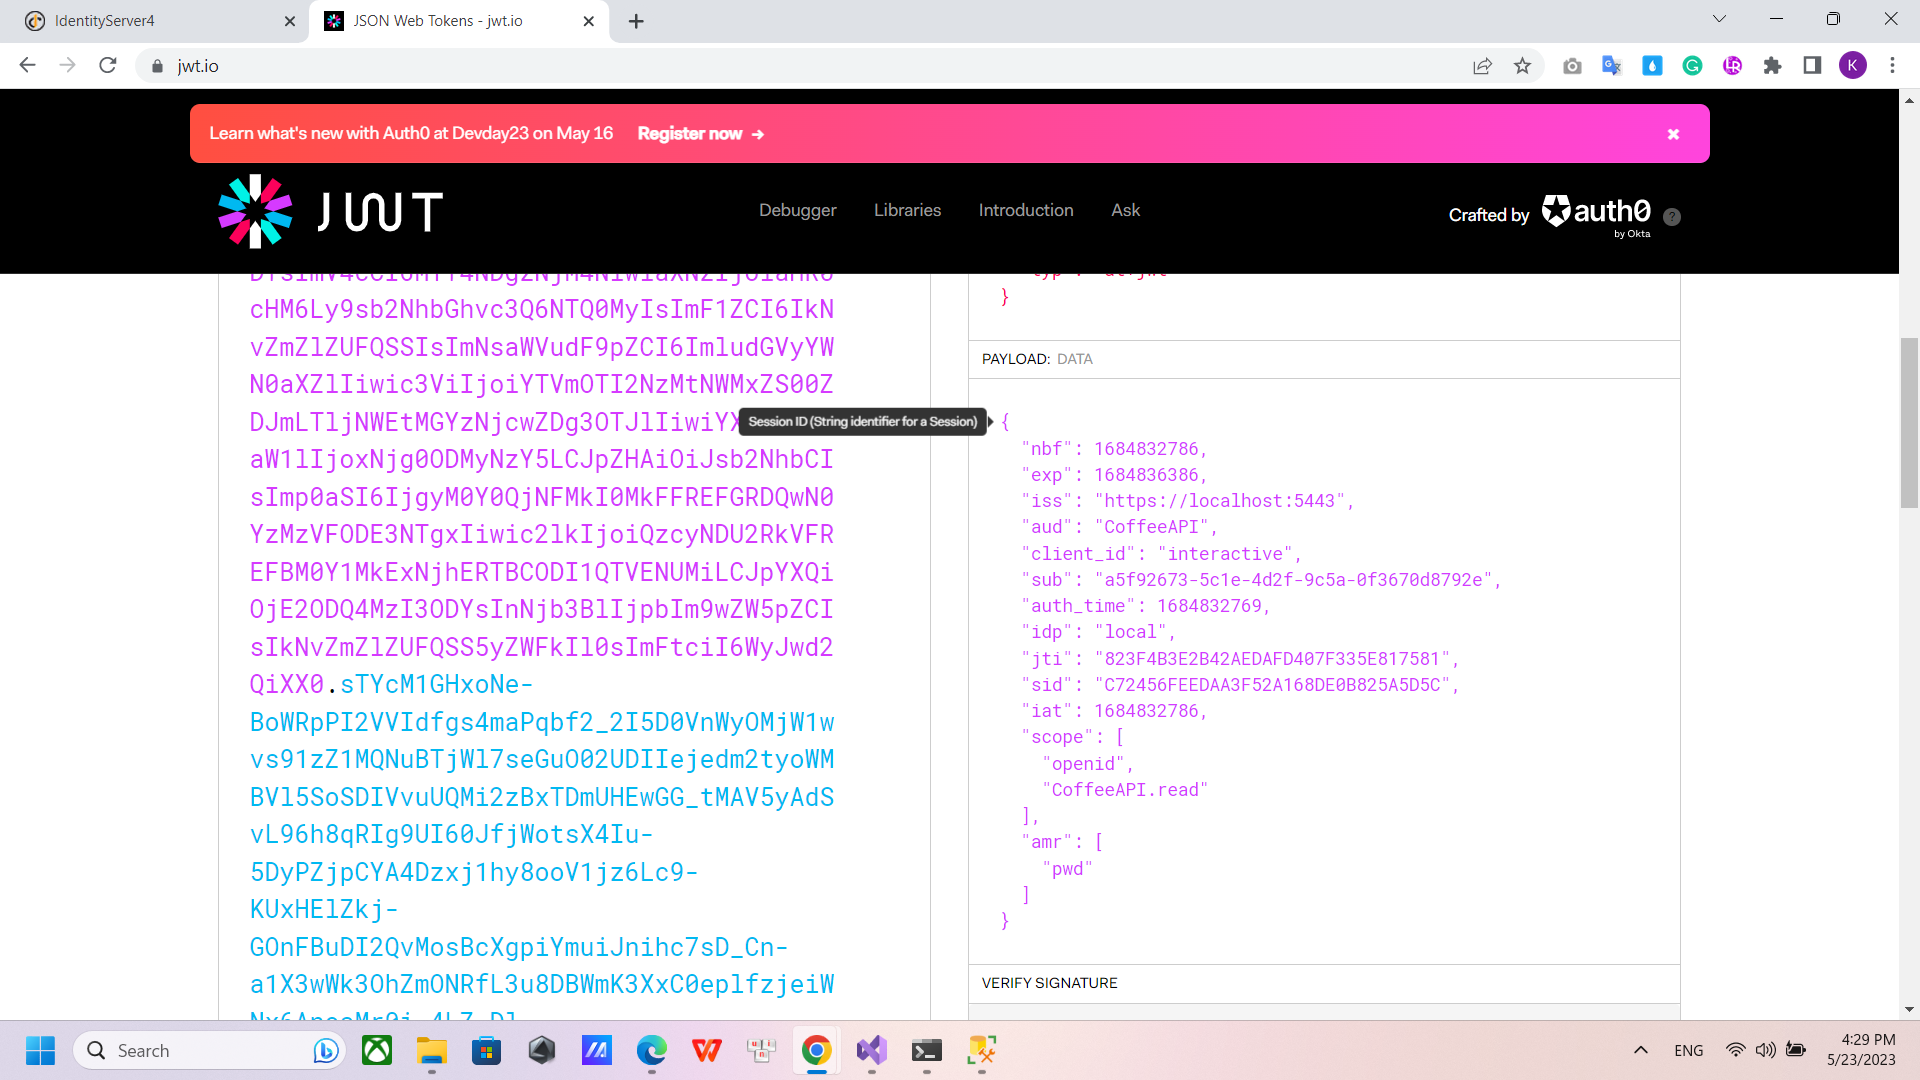 IdentityServer4
JSON Web Tokens - jwt.io
jwt.io
K
Learn what's new with Auth0 at Devday23 on May 16 Register now →
JWT
Debugger
Libraries
Introduction
Ask
Crafted by auth0
by Okta
?
cHM6Ly9sb2NhbGhvc3Q6NTQ0MyIsImF1ZCI6IkN
vZmZlZUFQSSIsImNsaWVudF9pZCI6ImludGVyYW
N0aXZlIiwic3ViIjoiYTVmOTI2NzMtNWMxZS00Z
DJmLTljNWEtMGYzNjcwZDg3OTJlIiwiYX
aW1lIjoxNjg0ODMyNzY5LCJpZHAiOiJsb2NhbCI
sImp0aSI6IjgyM0Y0QjNFMkI0MkFFREFGRDQwN0
YzMzVFODE3NTgxIiwic2lkIjoiQzcyNDU2RkVFR
EFBM0Y1MkExNjhERTBCODI1QTVENUMiLCJpYXQi
OjE2ODQ4MzI3ODYsInNjb3BlIjpbIm9wZW5pZCI
sIkNvZmZlZUFQSS5yZWFkIl0sImFtciI6WyJwd2
QiXX0.sTYcM1GHxoNe-
BoWRpPI2VVIdfgs4maPqbf2_2I5D0VnWyOMjW1w
vs91zZ1MQNuBTjWl7seGuO02UDIIejedm2tyoWM
BVl5SoSDIVvuUQMi2zBxTDmUHEwGG_tMAV5yAdS
vL96h8qRIg9UI60JfjWotsX4Iu-
5DyPZjpCYA4Dzxj1hy8ooV1jz6Lc9-
KUxHElZkj-
GOnFBuDI2QvMosBcXgpiYmuiJnihc7sD_Cn-
a1X3wWk3OhZmONRfL3u8DBWmK3XxC0eplfzjeiW
Session ID (String identifier for a Session)
}
PAYLOAD: DATA
{
"nbf": 1684832786,
"exp": 1684836386,
"iss": "https://localhost:5443",
"aud": "CoffeeAPI",
"client_id": "interactive",
"sub": "a5f92673-5c1e-4d2f-9c5a-0f3670d8792e",
"auth_time": 1684832769,
"idp": "local",
"jti": "823F4B3E2B42AEDAFD407F335E817581",
"sid": "C72456FEEDAA3F52A168DE0B825A5D5C",
"iat": 1684832786,
"scope": [
"openid",
"CoffeeAPI.read"
],
"amr": [
"pwd"
]
}
VERIFY SIGNATURE
Search
ENG
4:29 PM
5/23/2023